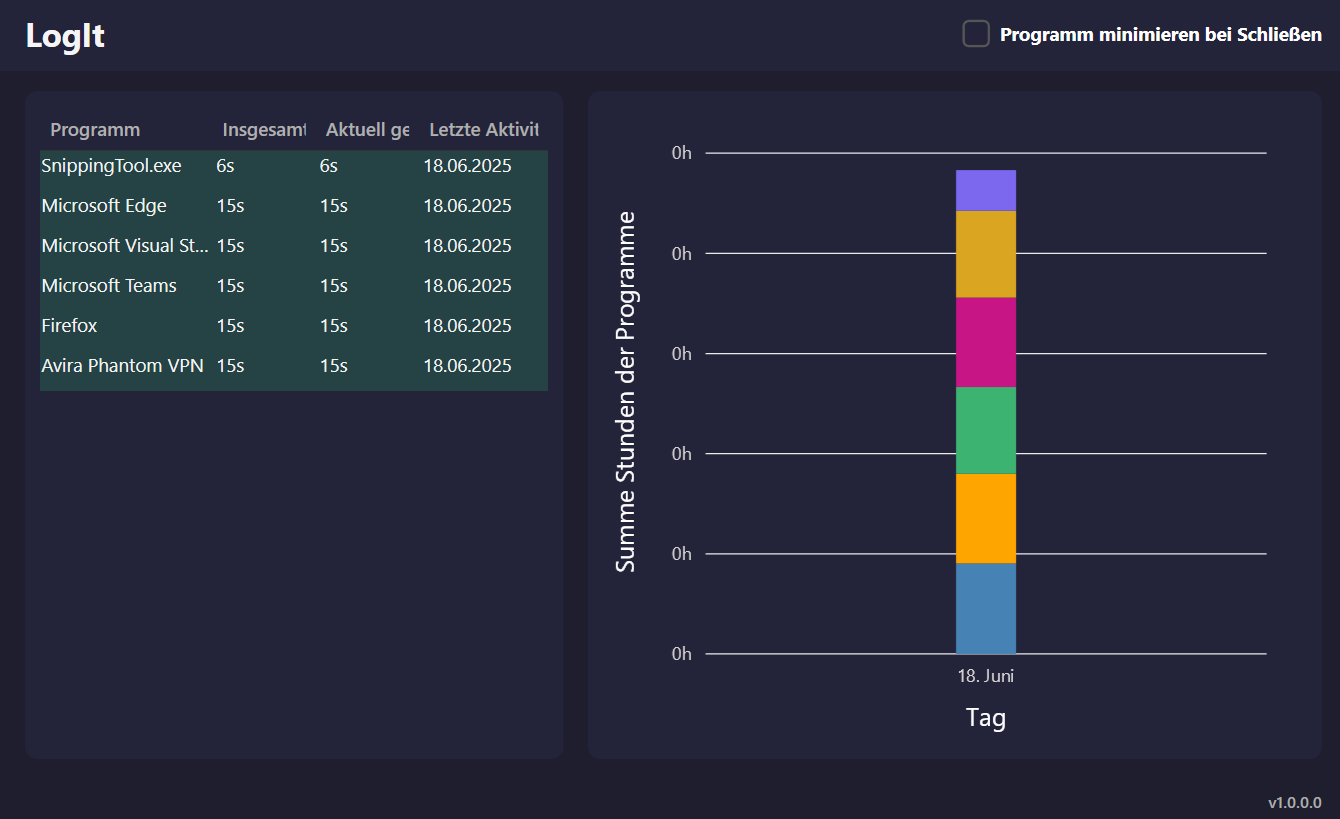 LogIt
Programm minimieren bei Schließen
Programm Insgesamt Aktuell ge Letzte Aktivit
SnippingTool.exe 6s 6s 18.06.2025
Microsoft Edge 15s 15s 18.06.2025
Microsoft Visual St... 15s 15s 18.06.2025
Microsoft Teams 15s 15s 18.06.2025
Firefox 15s 15s 18.06.2025
Avira Phantom VPN 15s 15s 18.06.2025
Summe Stunden der Programme
0h
0h
0h
0h
0h
0h
18. Juni
Tag
v1.0.0.0